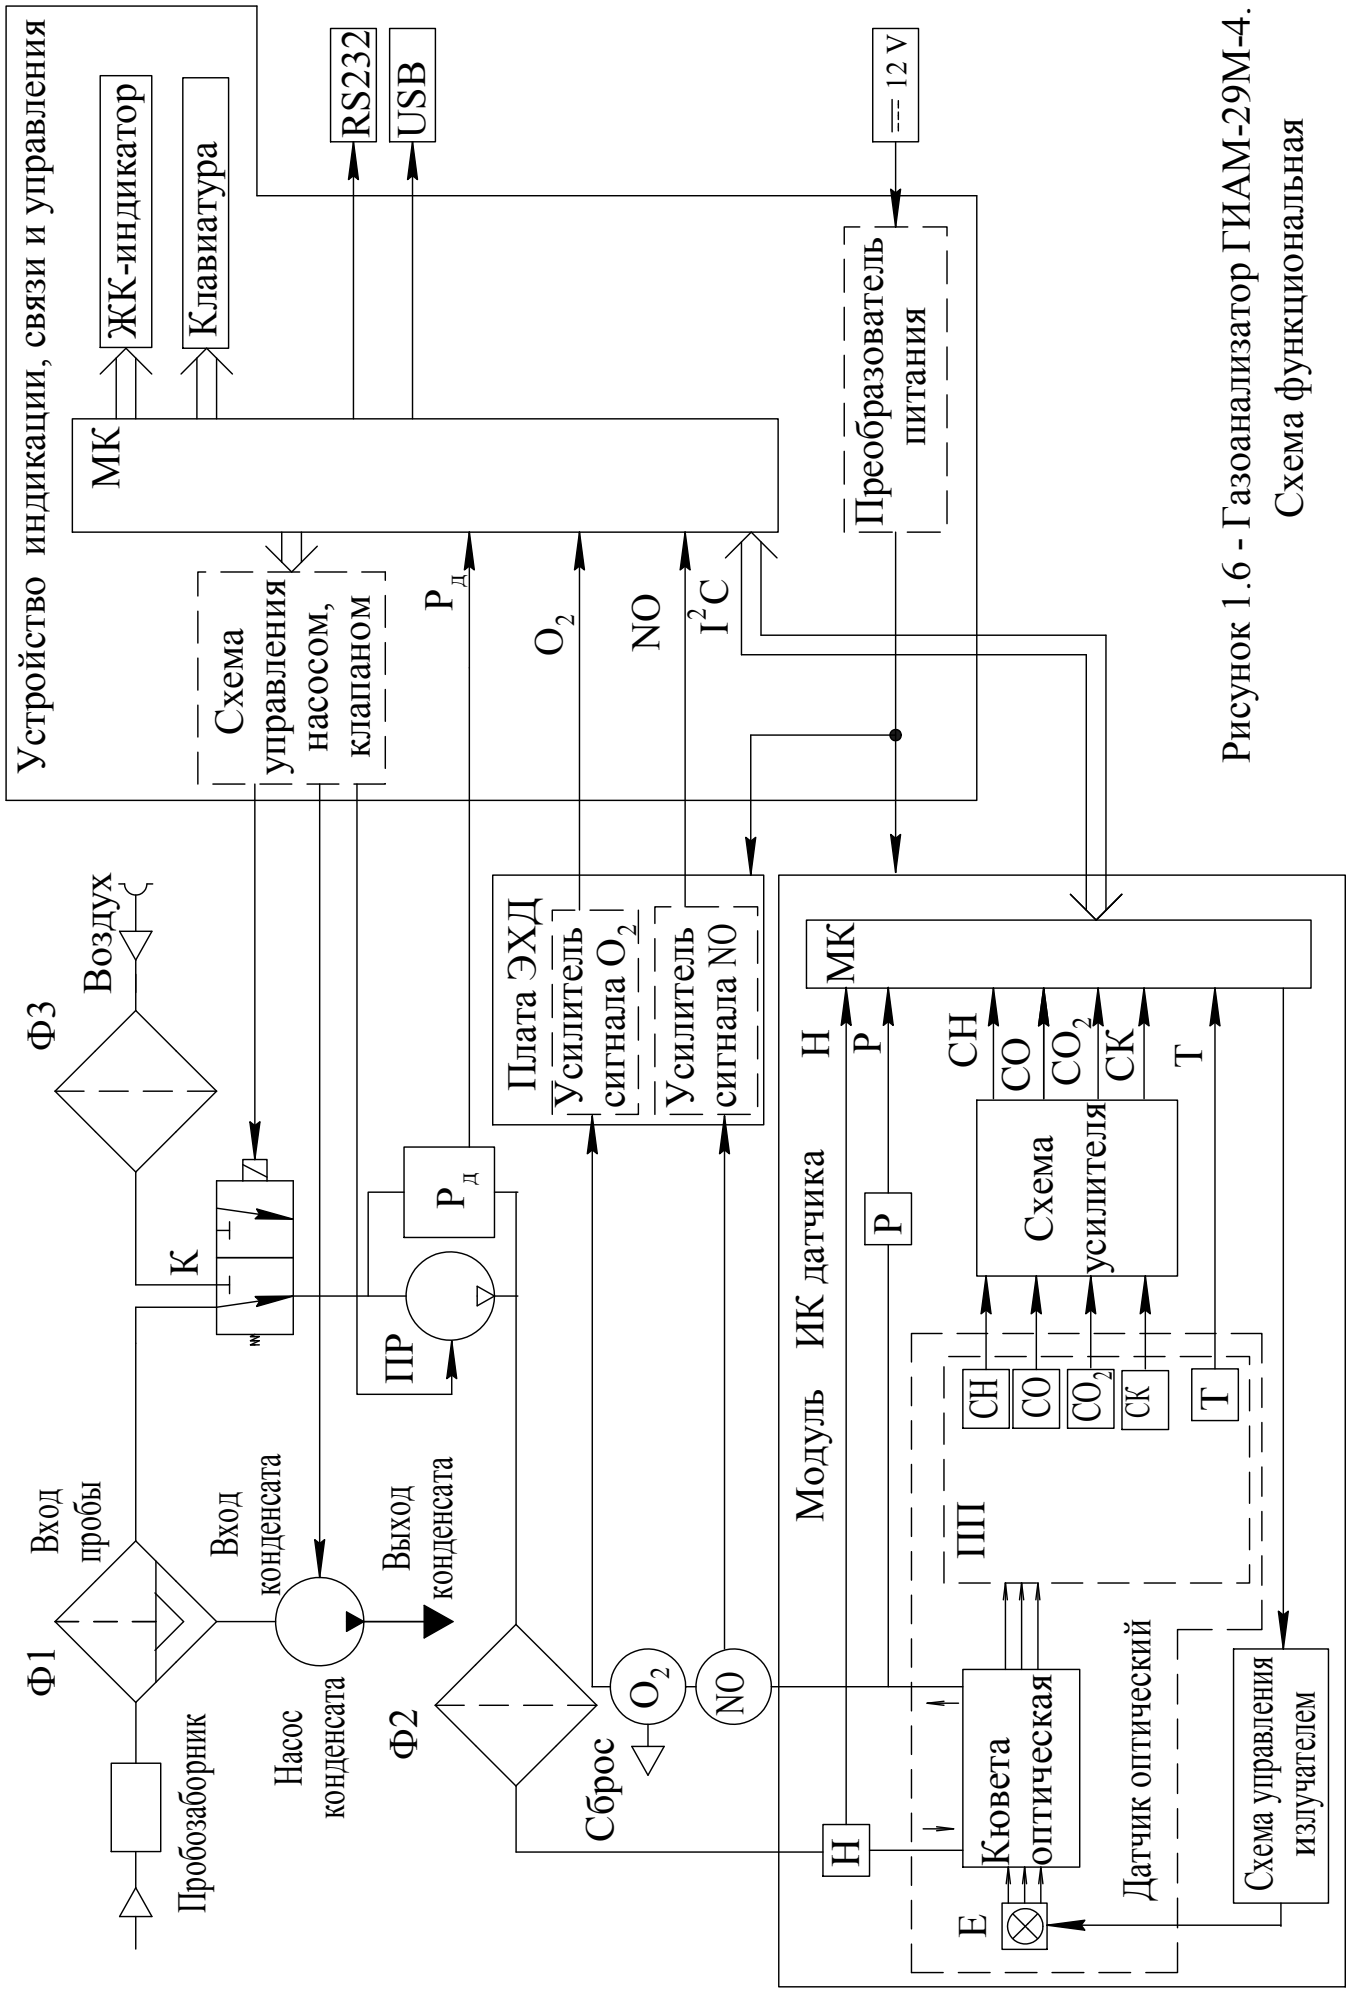 Устройство индикации, связи и управления
ЖК-индикатор
Клавиатура
RS232
USB
МК
Схема
управления
насосом,
клапаном
Рд
O2
NO
I2C
=== 12 V
Преобразователь
питания
Воздух
Ф3
К
ПР
Рд
Вход
пробы
Ф1
Пробозаборник
Вход
конденсата
Выход
конденсата
Насос
конденсата
Ф2
Сброс
O2
NO
Плата ЭХД
Усилитель
сигнала O2
Усилитель
сигнала NO
Модуль ИК датчика
МК
Н
Р
СН
СО
СО2
СК
Т
Р
Схема
усилителя
СН
СО
СО2
СК
Т
ПП
Н
Кювета
оптическая
Е
Датчик оптический
Схема управления
излучателем
Рисунок 1.6 - Газоанализатор ГИАМ-29М-4.
Схема функциональная